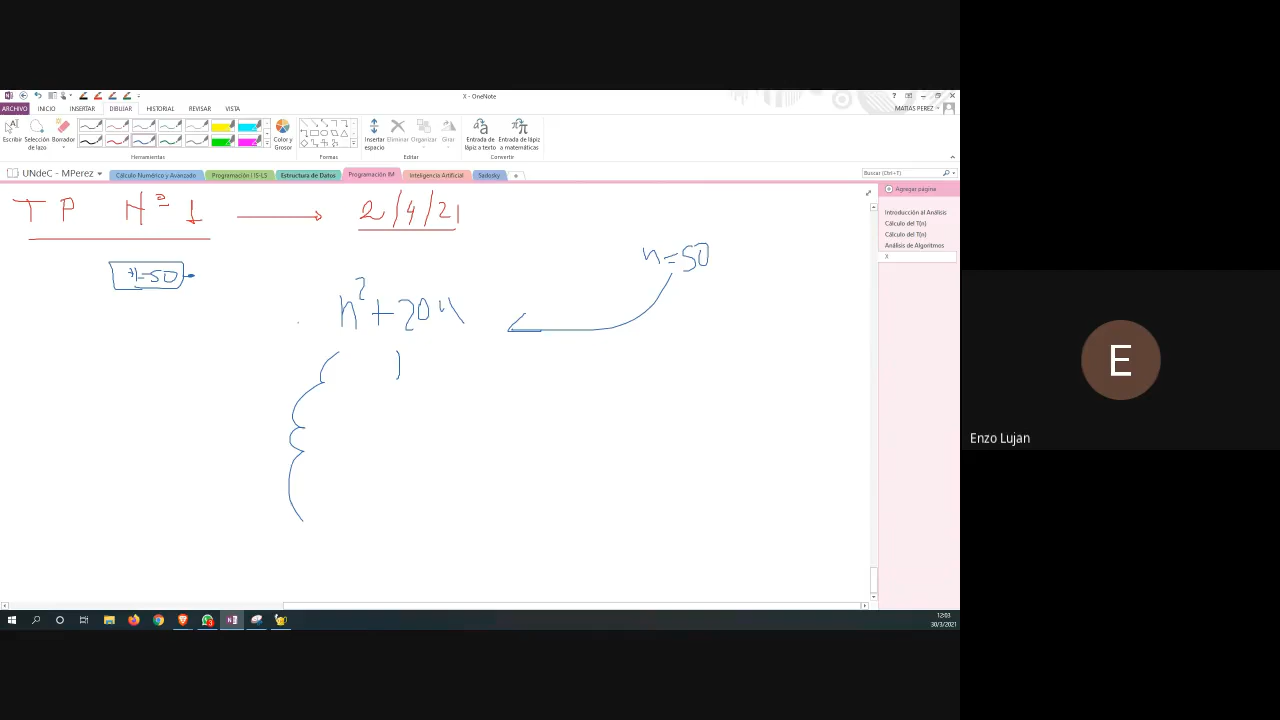 X - OneNote
ARCHIVO INICIO INSERTAR DIBUJAR HISTORIAL REVISAR VISTA
MATIAS PEREZ
Escribir Selección de lazo Borrador
Color y Grosor
Insertar espacio Eliminar Organizar Girar
Entrada de lápiz a texto Entrada de lápiz a matemáticas
Herramientas Formas Editar Convertir
UNdeC - MPerez Cálculo Numérico y Avanzado Programación I IS-LS Estructura de Datos Programación IM Inteligencia Artificial Sadosky
Buscar (Ctrl+T)
Agregar página
Introducción al Análisis
Cálculo del T(n)
Cálculo del T(n)
Análisis de Algoritmos
X
TP Nº 1 → 2/4/21
n=50
n=50
n²+20n
Enzo Lujan
E
12:03
30/3/2021